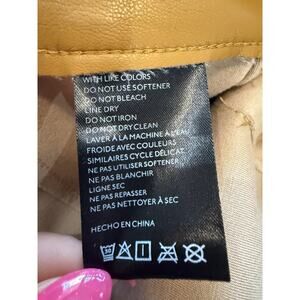 WITH LIKE COLORS
DO NOT USE SOFTENER
DO NOT BLEACH
LINE DRY
DO NOT IRON
DO NOT DRY CLEAN
LAVER À LA MACHINE À L'EAU
FROIDE AVEC COULEURS
SIMILAIRES CYCLE DÉLICAT
NE PAS UTILISER SOFTENER
NE PAS BLANCHIR
LIGNE SEC
NE PAS REPASSER
NE PAS NETTOYER À SEC
HECHO EN CHINA
30